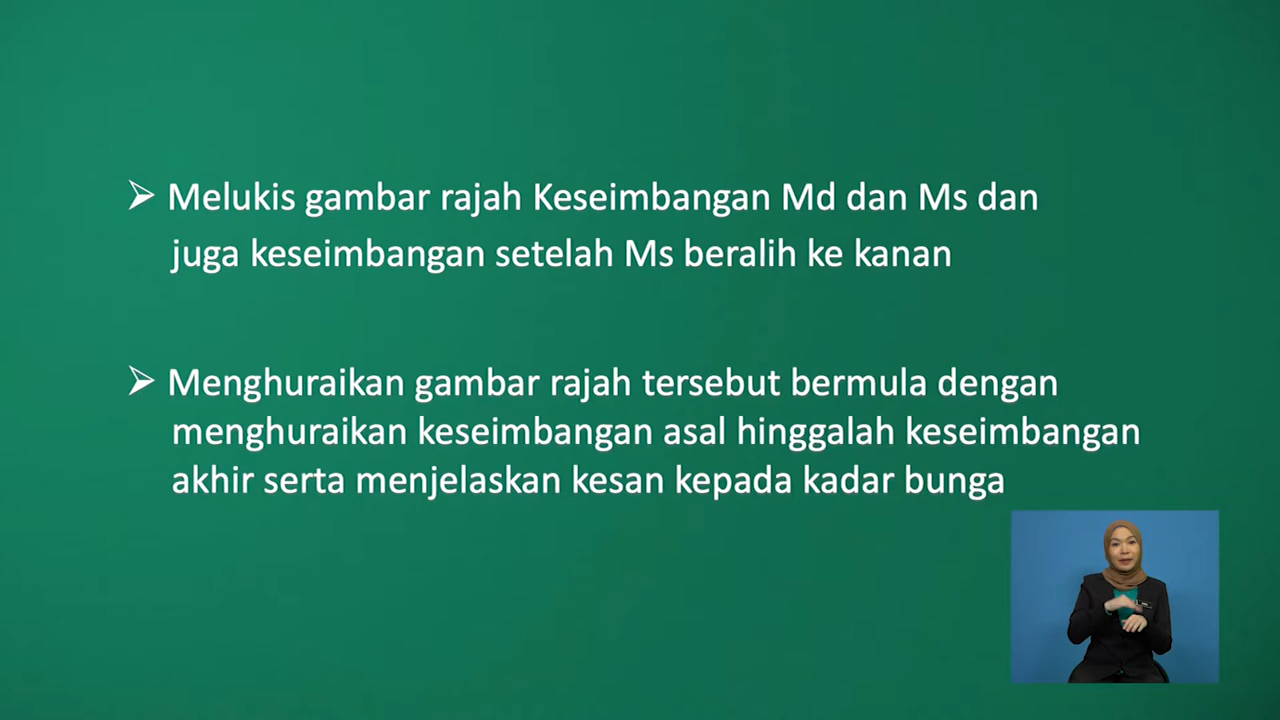 ➢ Melukis gambar rajah Keseimbangan Md dan Ms dan
juga keseimbangan setelah Ms beralih ke kanan
➢ Menghuraikan gambar rajah tersebut bermula dengan
menghuraikan keseimbangan asal hinggalah keseimbangan
akhir serta menjelaskan kesan kepada kadar bunga